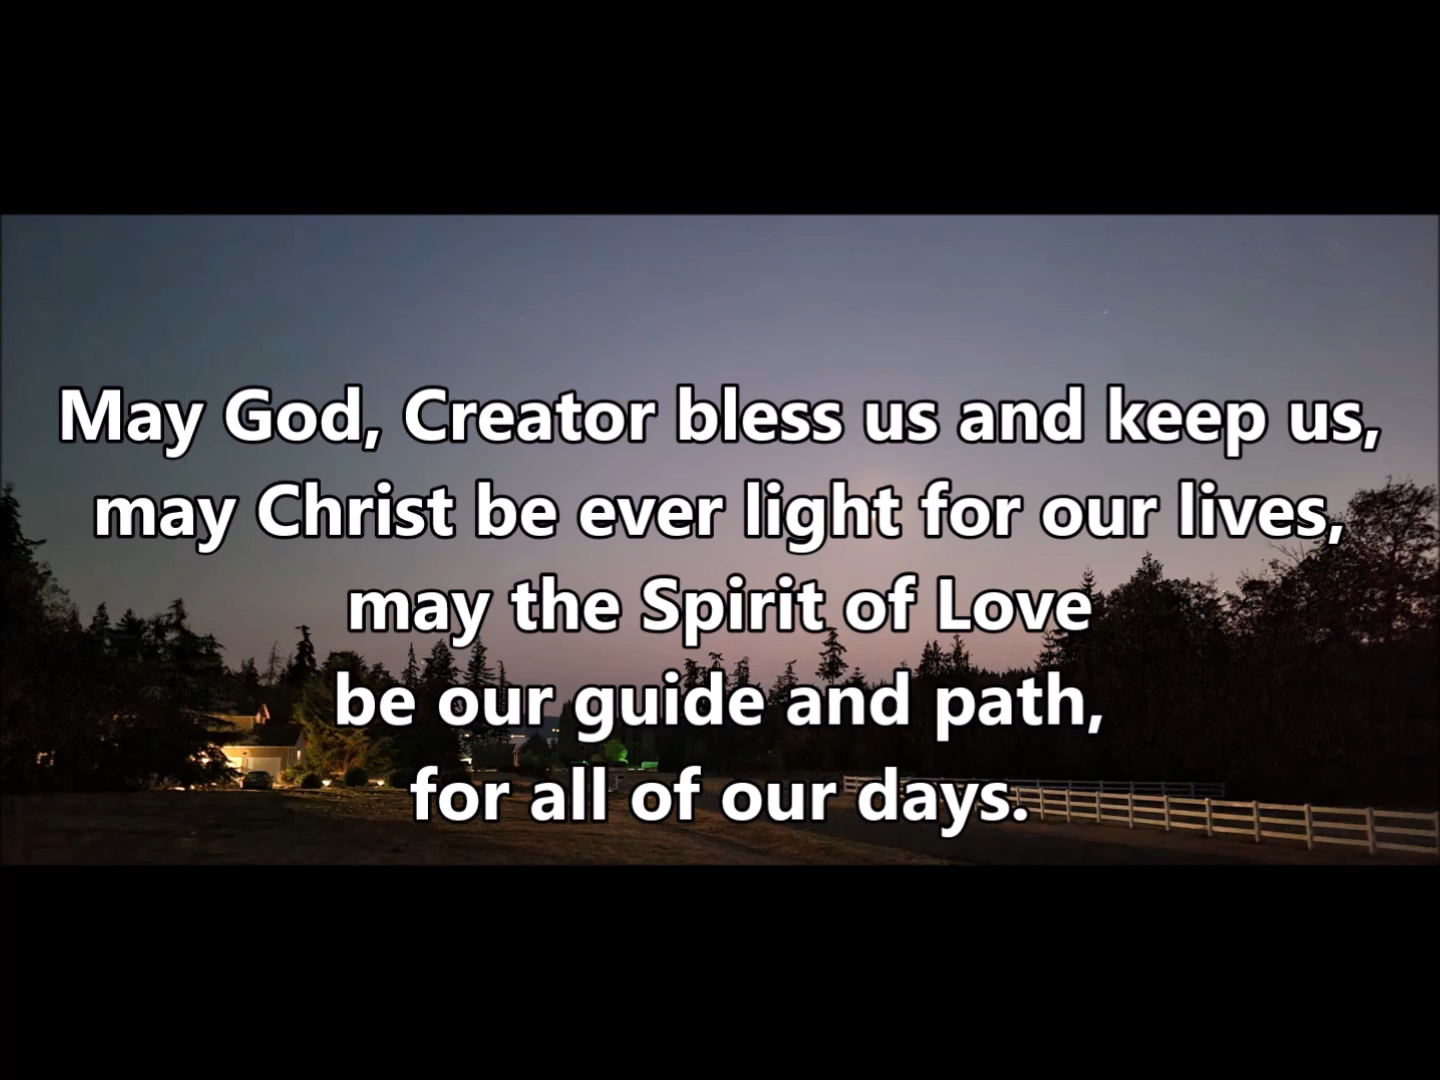 May God, Creator bless us and keep us,
may Christ be ever light for our lives,
may the Spirit of Love
be our guide and path,
for all of our days.